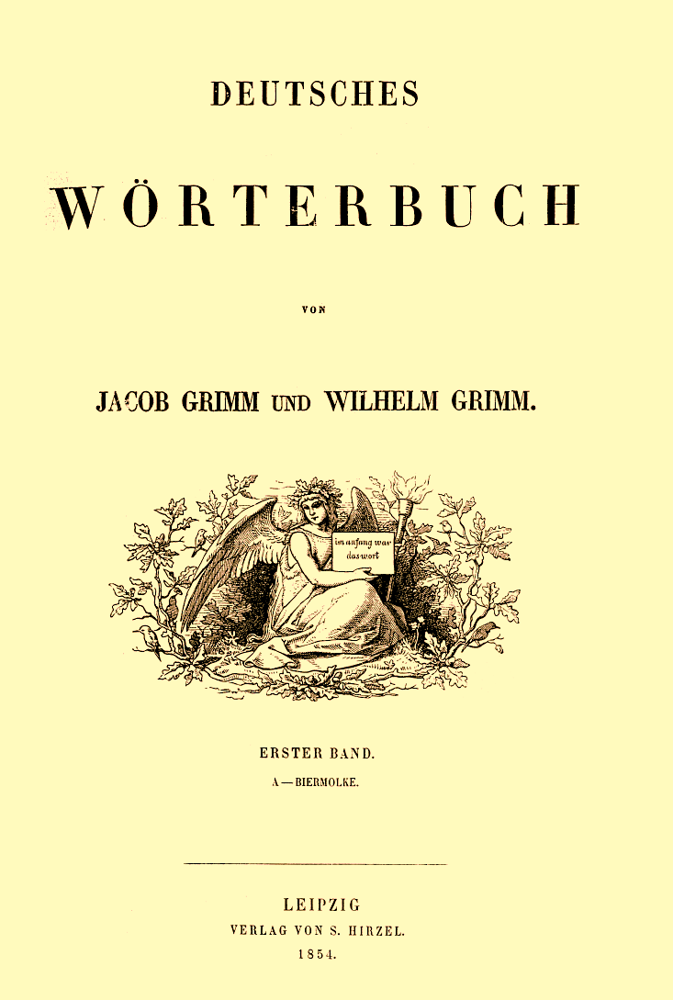 DEUTSCHES
WÖRTERBUCH
VON
JACOB GRIMM UND WILHELM GRIMM.
im anfang war
das wort
ERSTER BAND.
A — BIERMOLKE.
LEIPZIG
VERLAG VON S. HIRZEL.
1854.